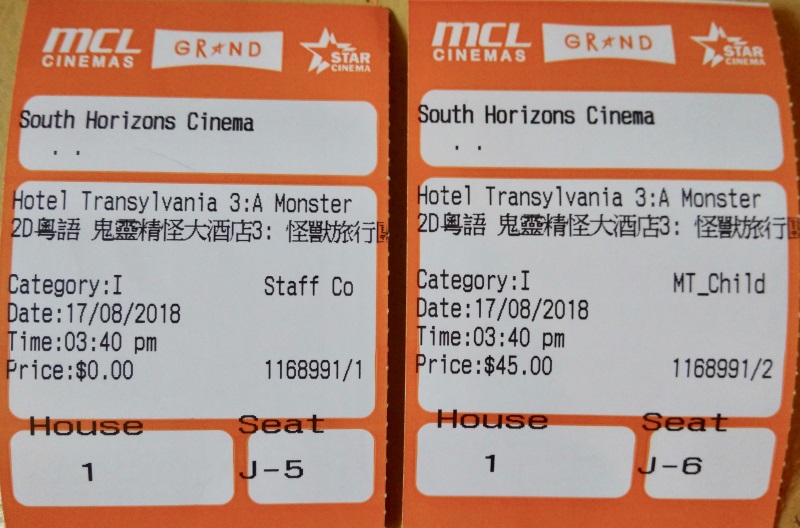 MCL
CINEMAS
GRAND
STAR
CINEMA
South Horizons Cinema
. .
Hotel Transylvania 3:A Monster
2D粵語 鬼靈精怪大酒店3: 怪獸旅行
Category:I Staff Co
Date:17/08/2018
Time:03:40 pm
Price:$0.00 1168991/1
House Seat
1 J-5
MCL
CINEMAS
GRAND
STAR
CINEMA
South Horizons Cinema
. .
Hotel Transylvania 3:A Monster
2D粵語 鬼靈精怪大酒店3: 怪獸旅行
Category:I MT_Child
Date:17/08/2018
Time:03:40 pm
Price:$45.00 1168991/2
House Seat
1 J-6